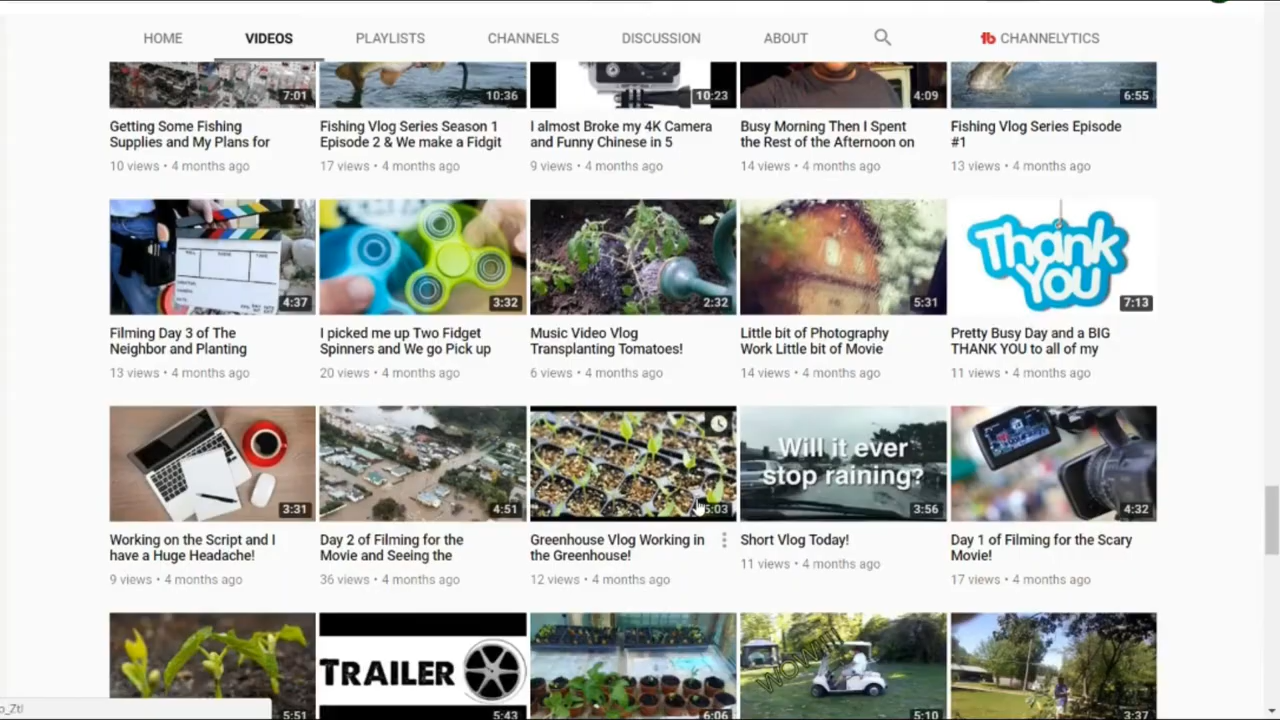 HOME
VIDEOS
PLAYLISTS
CHANNELS
DISCUSSION
ABOUT
CHANNELYTICS
7:01
10:36
10:23
4:09
6:55
Getting Some Fishing
Supplies and My Plans for
10 views • 4 months ago
Fishing Vlog Series Season 1
Episode 2 & We make a Fidgit
17 views • 4 months ago
I almost Broke my 4K Camera
and Funny Chinese in 5
9 views • 4 months ago
Busy Morning Then I Spent
the Rest of the Afternoon on
14 views • 4 months ago
Fishing Vlog Series Episode
#1
13 views • 4 months ago
4:37
3:32
2:32
5:31
Thank
YOU
7:13
Filming Day 3 of The
Neighbor and Planting
13 views • 4 months ago
I picked me up Two Fidget
Spinners and We go Pick up
20 views • 4 months ago
Music Video Vlog
Transplanting Tomatoes!
6 views • 4 months ago
Little bit of Photography
Work Little bit of Movie
14 views • 4 months ago
Pretty Busy Day and a BIG
THANK YOU to all of my
11 views • 4 months ago
3:31
4:51
5:03
Will it ever
stop raining?
3:56
4:32
Working on the Script and I
have a Huge Headache!
9 views • 4 months ago
Day 2 of Filming for the
Movie and Seeing the
36 views • 4 months ago
Greenhouse Vlog Working in
the Greenhouse!
12 views • 4 months ago
Short Vlog Today!
11 views • 4 months ago
Day 1 of Filming for the Scary
Movie!
17 views • 4 months ago
5:51
TRAILER
5:43
6:06
WOW!!!
5:10
3:37